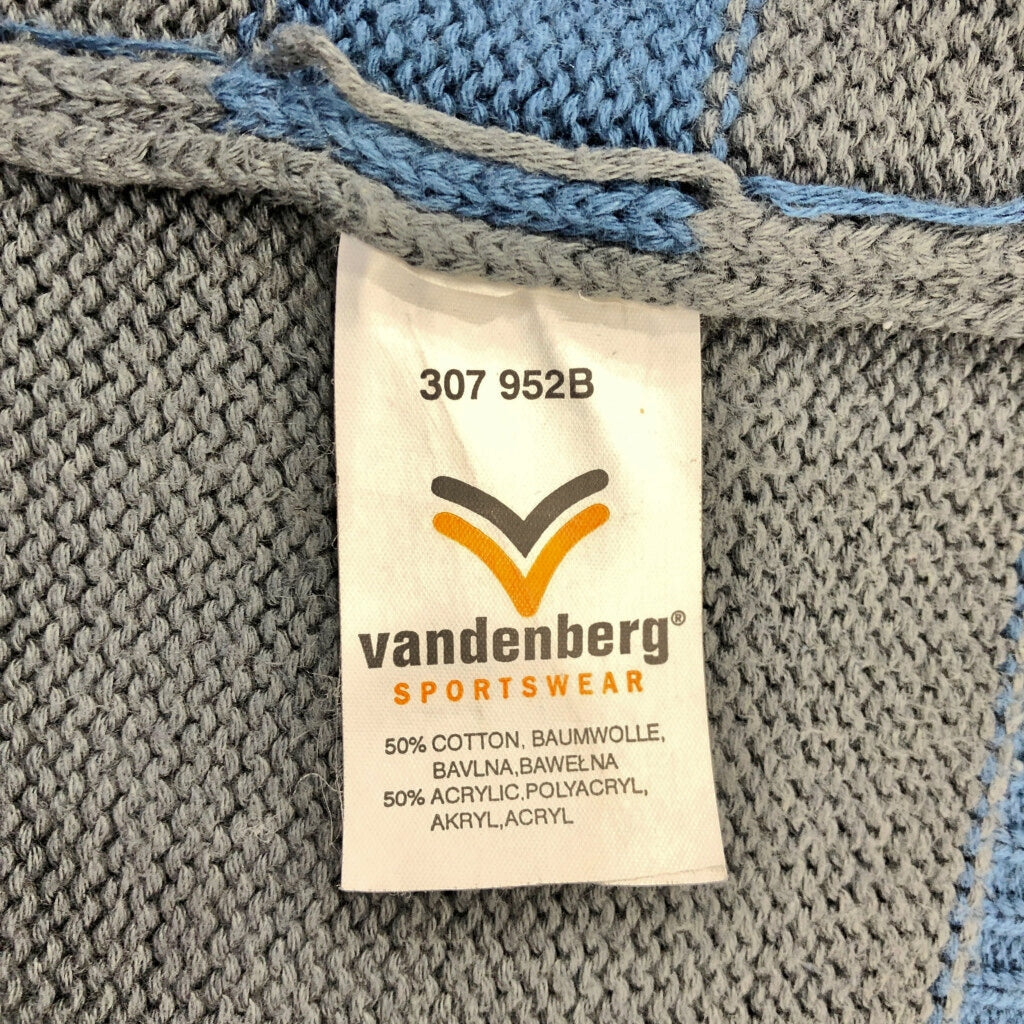 307 952B
vandenberg®
SPORTSWEAR
50% COTTON, BAUMWOLLE,
BAVLNA,BAWEŁNA
50% ACRYLIC,POLYACRYL,
AKRYL,ACRYL